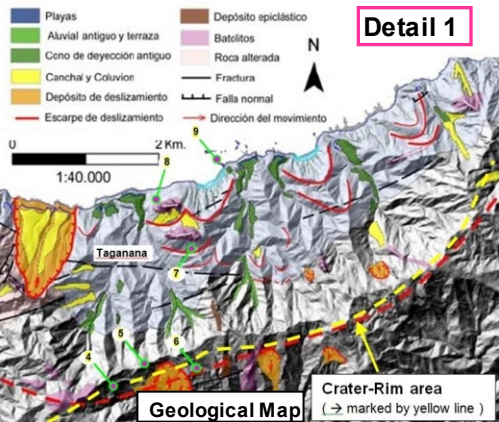 Detail 1
Playas
Aluvial antiguo y terraza
Cono de deyección antiguo
Canchal y Coluvion
Depósito de deslizamiento
Escarpe de deslizamiento
Depósito epiclástico
Batolitos
Roca alterada
Fractura
Falla normal
Dirección del movimiento
N
0 2 Km.
1:40.000
9
8
Taganana
7
5
6
4
Crater-Rim area
( → marked by yellow line )
Geological Map